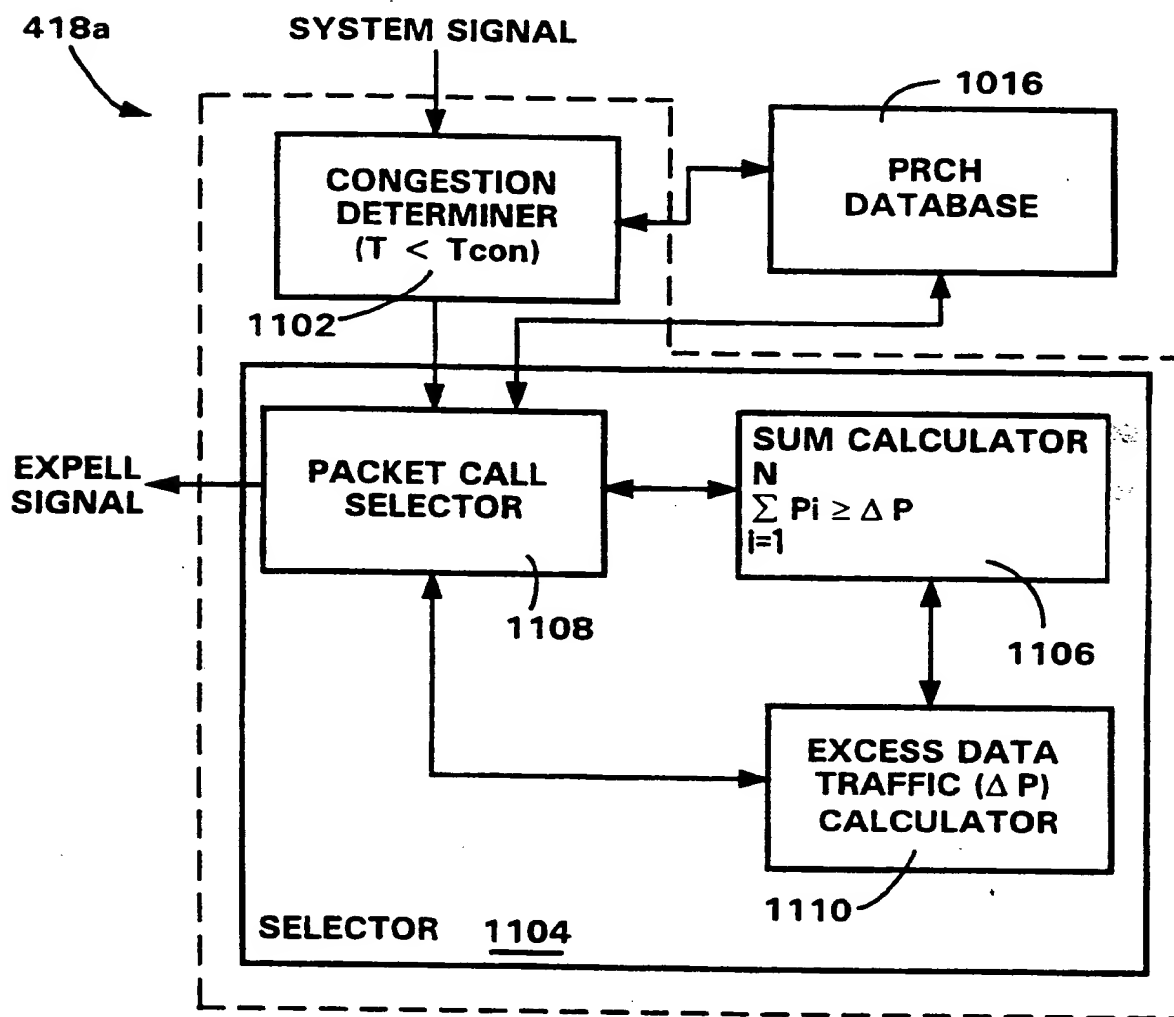 418a
SYSTEM SIGNAL
1016
CONGESTION
DETERMINER
(T < Tcon)
1102
PRCH
DATABASE
EXPELL
SIGNAL
PACKET CALL
SELECTOR
1108
SUM CALCULATOR
N
∑ Pi ≥ Δ P
i=1
1106
EXCESS DATA
TRAFFIC (Δ P)
CALCULATOR
1110
SELECTOR 1104